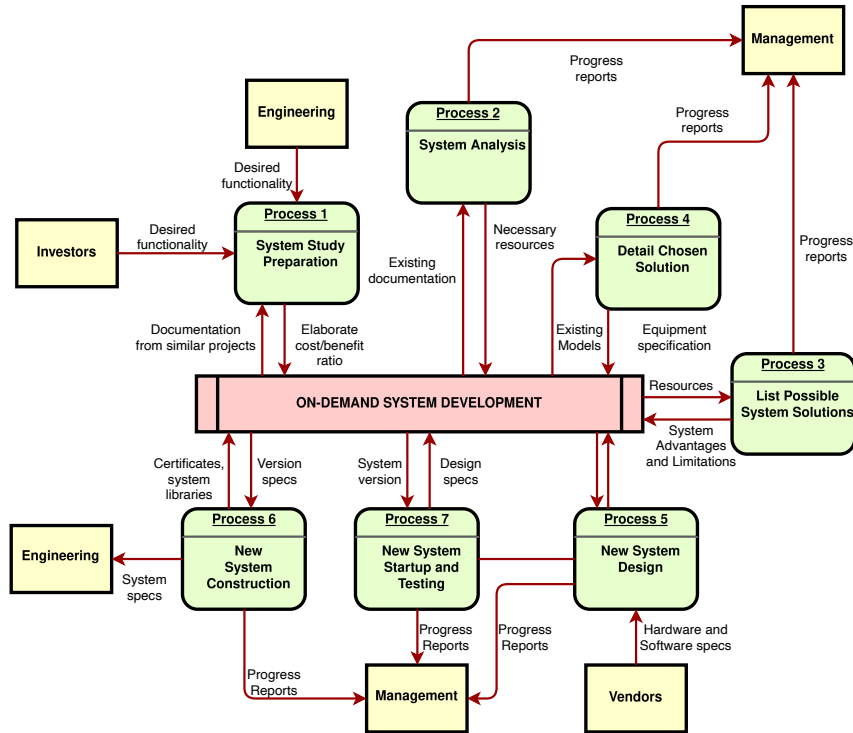 Management
Progress
reports
Engineering
Process 2
System Analysis
Progress
reports
Desired
functionality
Process 1
System Study
Preparation
Investors
Desired
functionality
Process 4
Detail Chosen
Solution
Necessary
resources
Existing
documentation
Progress
reports
Documentation
from similar projects
Elaborate
cost/benefit
ratio
Existing
Models
Equipment
specification
Process 3
List Possible
System Solutions
ON-DEMAND SYSTEM DEVELOPMENT
Resources
System
Advantages
and Limitations
Certificates,
system
libraries
Version
specs
System
version
Design
specs
Process 6
New
System
Construction
Process 7
New System
Startup and
Testing
Process 5
New System
Design
Engineering
System
specs
Progress
Reports
Progress
Reports
Progress
Reports
Hardware and
Software specs
Management
Vendors